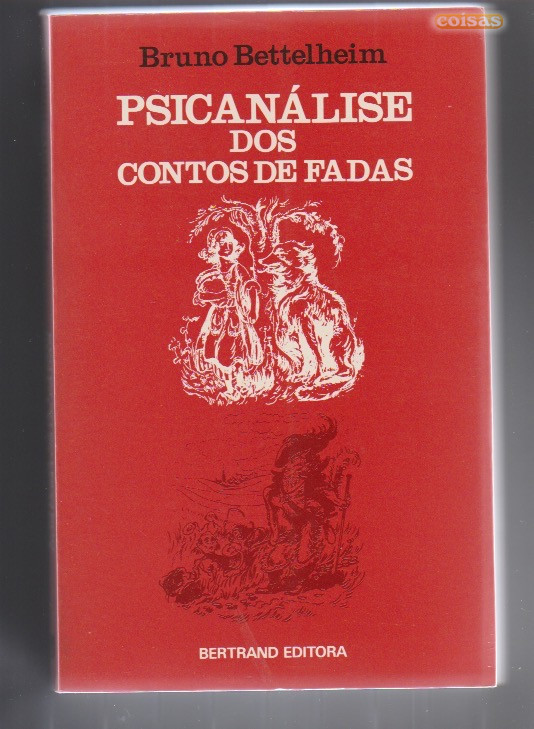 coisas
Bruno Bettelheim
PSICANÁLISE
DOS
CONTOS DE FADAS
BERTRAND EDITORA